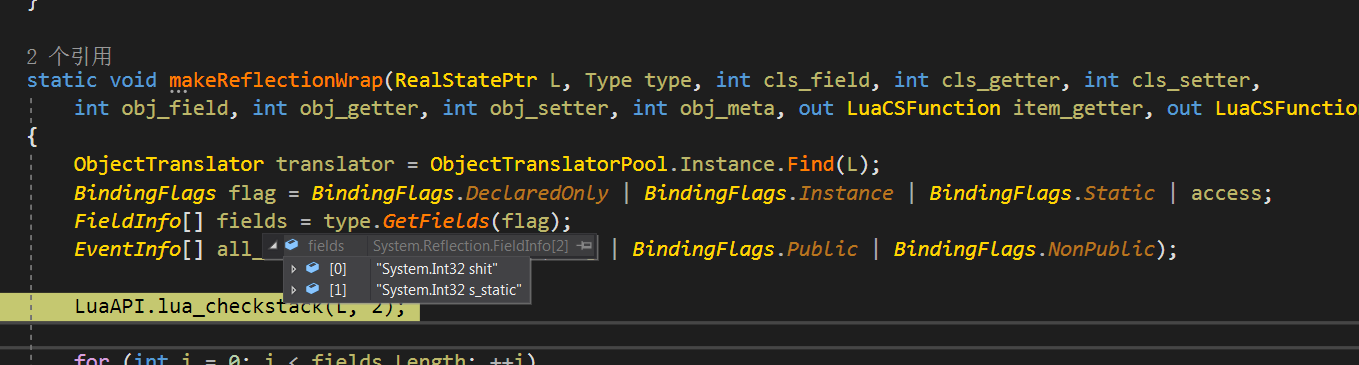 }
2 个引用
static void makeReflectionWrap(RealStatePtr L, Type type, int cls_field, int cls_getter, int cls_setter,
int obj_field, int obj_getter, int obj_setter, int obj_meta, out LuaCSFunction item_getter, out LuaCSFunctio
{
ObjectTranslator translator = ObjectTranslatorPool.Instance.Find(L);
BindingFlags flag = BindingFlags.DeclaredOnly | BindingFlags.Instance | BindingFlags.Static | access;
FieldInfo[] fields = type.GetFields(flag);
EventInfo[] all_ | BindingFlags.Public | BindingFlags.NonPublic);
fields System.Reflection.FieldInfo[2]
[0] "System.Int32 shit"
[1] "System.Int32 s_static"
LuaAPI.lua_checkstack(L, 2);
for (int i = 0; i < fields.Length; ++i)